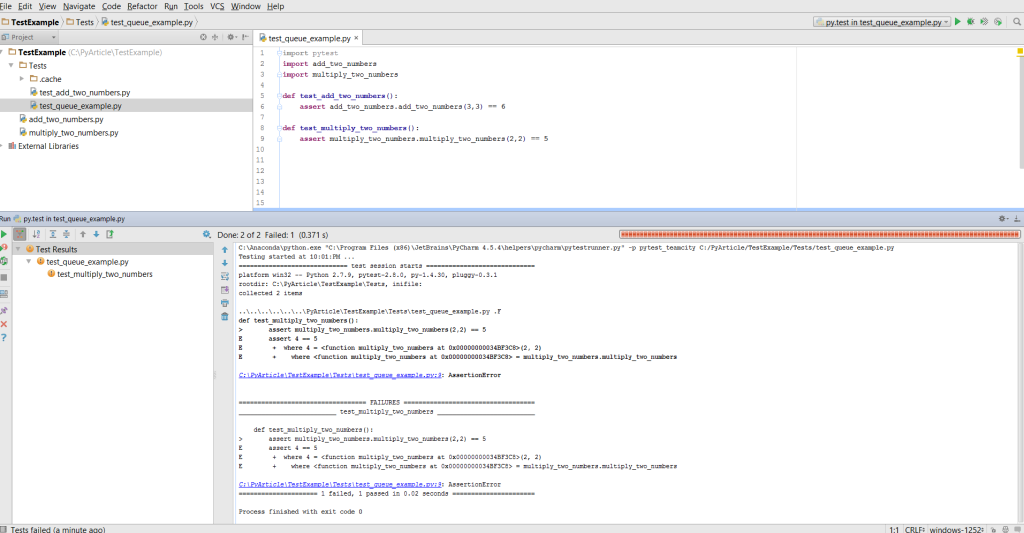 File Edit View Navigate Code Refactor Run Tools VCS Window Help
TestExample Tests test_queue_example.py
py.test in test_queue_example.py
Project
test_queue_example.py ×
TestExample (C:\PyArticle\TestExample)
Tests
.cache
test_add_two_numbers.py
test_queue_example.py
add_two_numbers.py
multiply_two_numbers.py
External Libraries
1 import pytest
2 import add_two_numbers
3 import multiply_two_numbers
4
5 def test_add_two_numbers():
6 assert add_two_numbers.add_two_numbers(3,3) == 6
7
8 def test_multiply_two_numbers():
9 assert multiply_two_numbers.multiply_two_numbers(2,2) == 5
10
11
12
13
14
15
Run py.test in test_queue_example.py
Done: 2 of 2 Failed: 1 (0.371 s)
Test Results
test_queue_example.py
test_multiply_two_numbers
C:\Anaconda\python.exe "C:\Program Files (x86)\JetBrains\PyCharm 4.5.4\helpers\pycharm\pytestrunner.py" -p pytest_teamcity C:/PyArticle/TestExample/Tests/test_queue_example.py
Testing started at 10:01:PM ...
============================= test session starts =============================
platform win32 -- Python 2.7.9, pytest-2.8.0, py-1.4.30, pluggy-0.3.1
rootdir: C:\PyArticle\TestExample\Tests, inifile:
collected 2 items
..\..\..\..\..\..\PyArticle\TestExample\Tests\test_queue_example.py .F
def test_multiply_two_numbers():
> assert multiply_two_numbers.multiply_two_numbers(2,2) == 5
E assert 4 == 5
E + where 4 = <function multiply_two_numbers at 0x00000000034BF3C8>(2, 2)
E + where <function multiply_two_numbers at 0x00000000034BF3C8> = multiply_two_numbers.multiply_two_numbers
C:\PyArticle\TestExample\Tests\test_queue_example.py:9: AssertionError
================================== FAILURES ===================================
__________________________ test_multiply_two_numbers __________________________
def test_multiply_two_numbers():
> assert multiply_two_numbers.multiply_two_numbers(2,2) == 5
E assert 4 == 5
E + where 4 = <function multiply_two_numbers at 0x00000000034BF3C8>(2, 2)
E + where <function multiply_two_numbers at 0x00000000034BF3C8> = multiply_two_numbers.multiply_two_numbers
C:\PyArticle\TestExample\Tests\test_queue_example.py:9: AssertionError
===================== 1 failed, 1 passed in 0.02 seconds ======================
Process finished with exit code 0
Tests failed (a minute ago)
1:1 CRLF÷ windows-1252÷